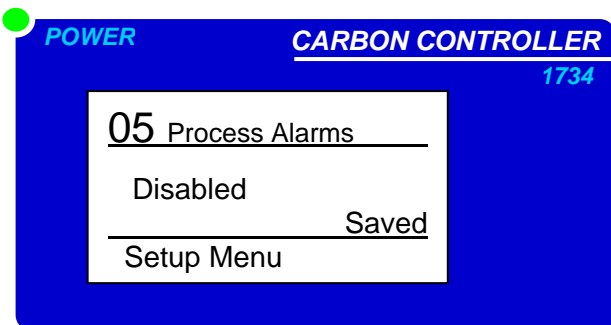 POWER
CARBON CONTROLLER
1734
05 Process Alarms
Disabled
Saved
Setup Menu